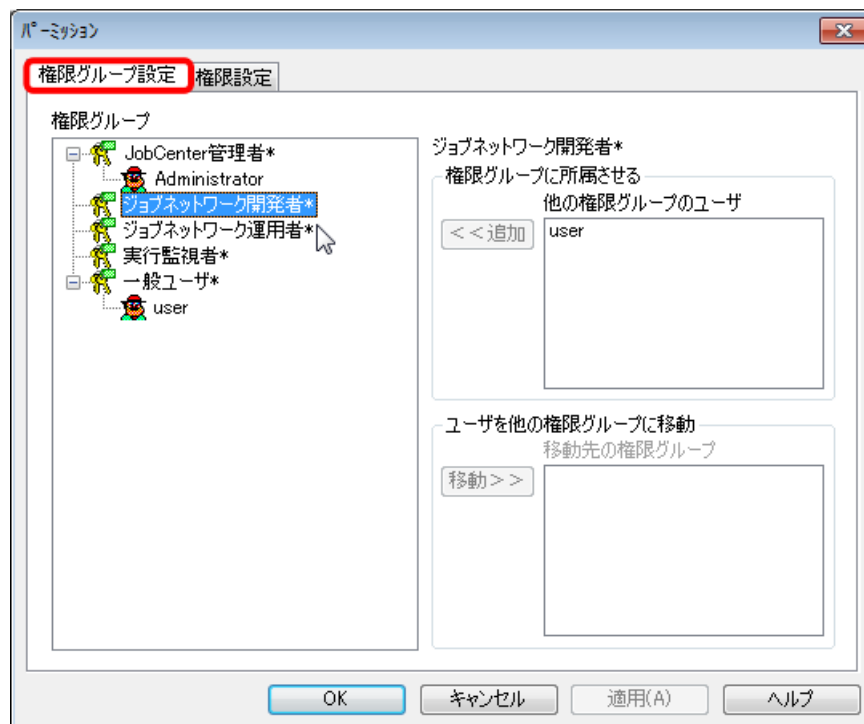 ﾊﾟｰﾐｯｼｮﾝ
権限グループ設定 権限設定
権限グループ
JobCenter管理者*
Administrator
ジョブネットワーク開発者*
ジョブネットワーク運用者*
実行監視者*
一般ユーザ*
user
ジョブネットワーク開発者*
権限グループに所属させる
他の権限グループのユーザ
<<追加
user
ユーザを他の権限グループに移動
移動先の権限グループ
移動>>
OK キャンセル 適用(A) ヘルプ